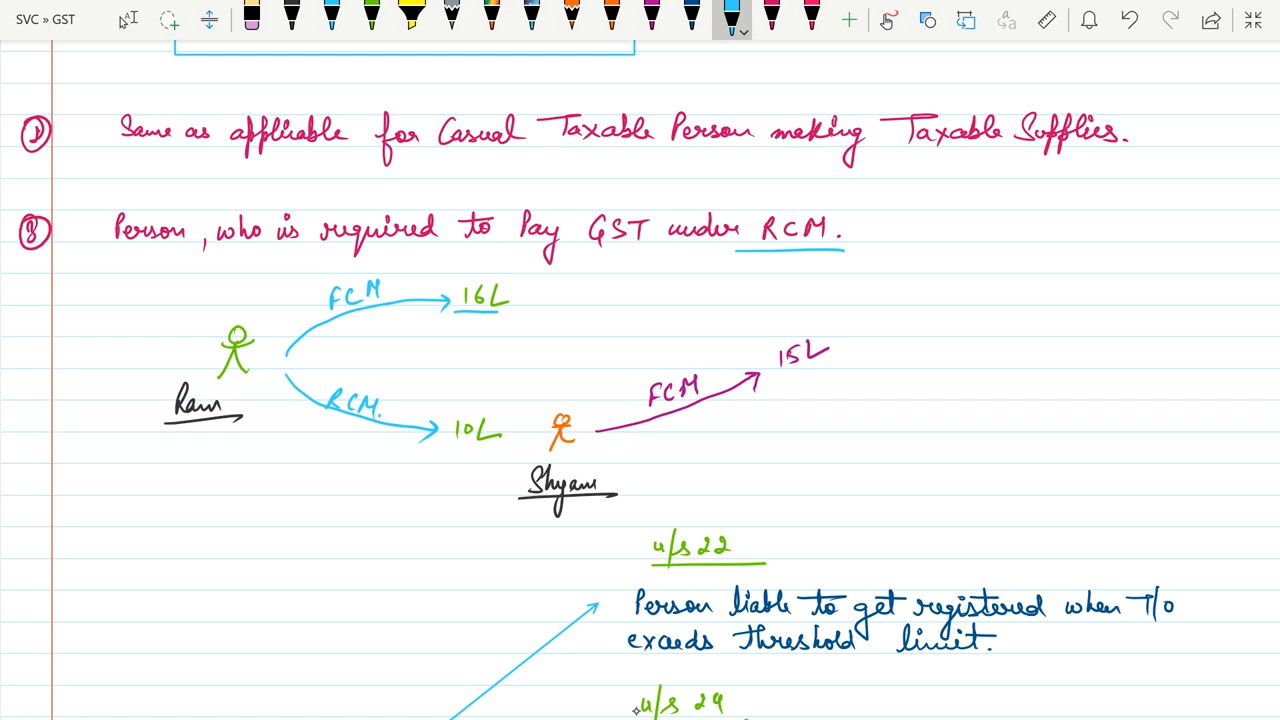 SVC » GST
① Same as applicable for Casual Taxable Person making Taxable Supplies.
③ Person, who is required to Pay GST under RCM.
FCM
16L
15L
FCM
Ram
RCM.
10L
Shyam
u/s 22
Person liable to get registered when T/o
exceeds threshold limit.
u/s 24